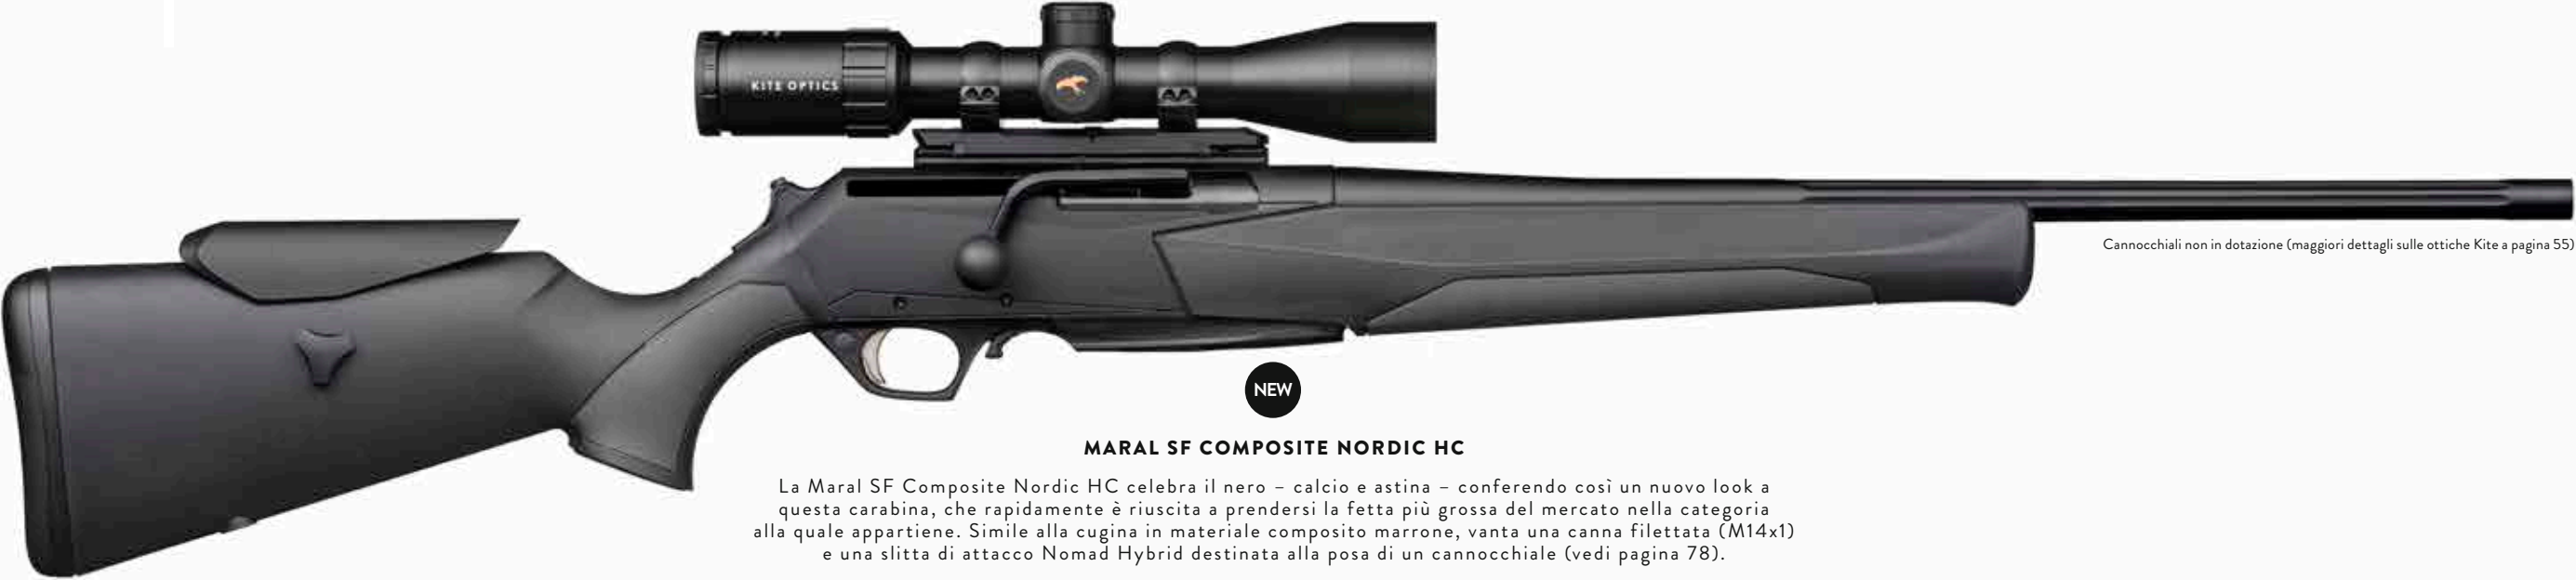 KITE OPTICS
Cannocchiali non in dotazione (maggiori dettagli sulle ottiche Kite a pagina 55)
NEW
MARAL SF COMPOSITE NORDIC HC
La Maral SF Composite Nordic HC celebra il nero – calcio e astina – conferendo così un nuovo look a
questa carabina, che rapidamente è riuscita a prendersi la fetta più grossa del mercato nella categoria
alla quale appartiene. Simile alla cugina in materiale composito marrone, vanta una canna filettata (M14x1)
e una slitta di attacco Nomad Hybrid destinata alla posa di un cannocchiale (vedi pagina 78).